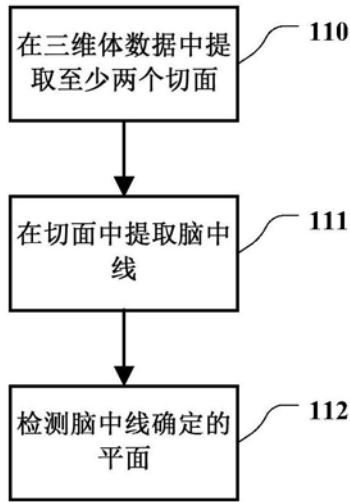 在三维体数据中提
取至少两个切面
110
在切面中提取脑中
线
111
检测脑中线确定的
平面
112